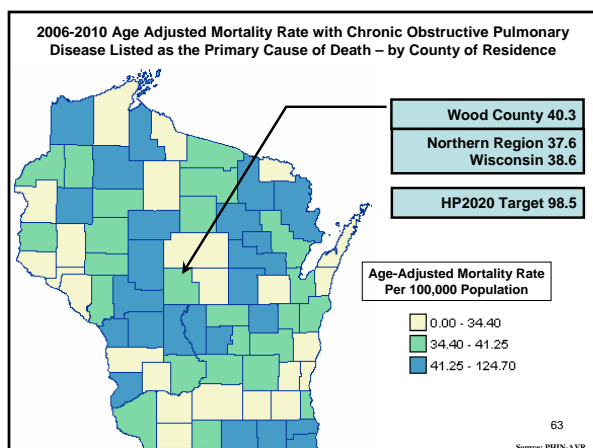 2006-2010 Age Adjusted Mortality Rate with Chronic Obstructive Pulmonary
Disease Listed as the Primary Cause of Death – by County of Residence
Wood County 40.3
Northern Region 37.6
Wisconsin 38.6
HP2020 Target 98.5
Age-Adjusted Mortality Rate
Per 100,000 Population
0.00 - 34.40
34.40 - 41.25
41.25 - 124.70
63
Source: PHIN-AVR